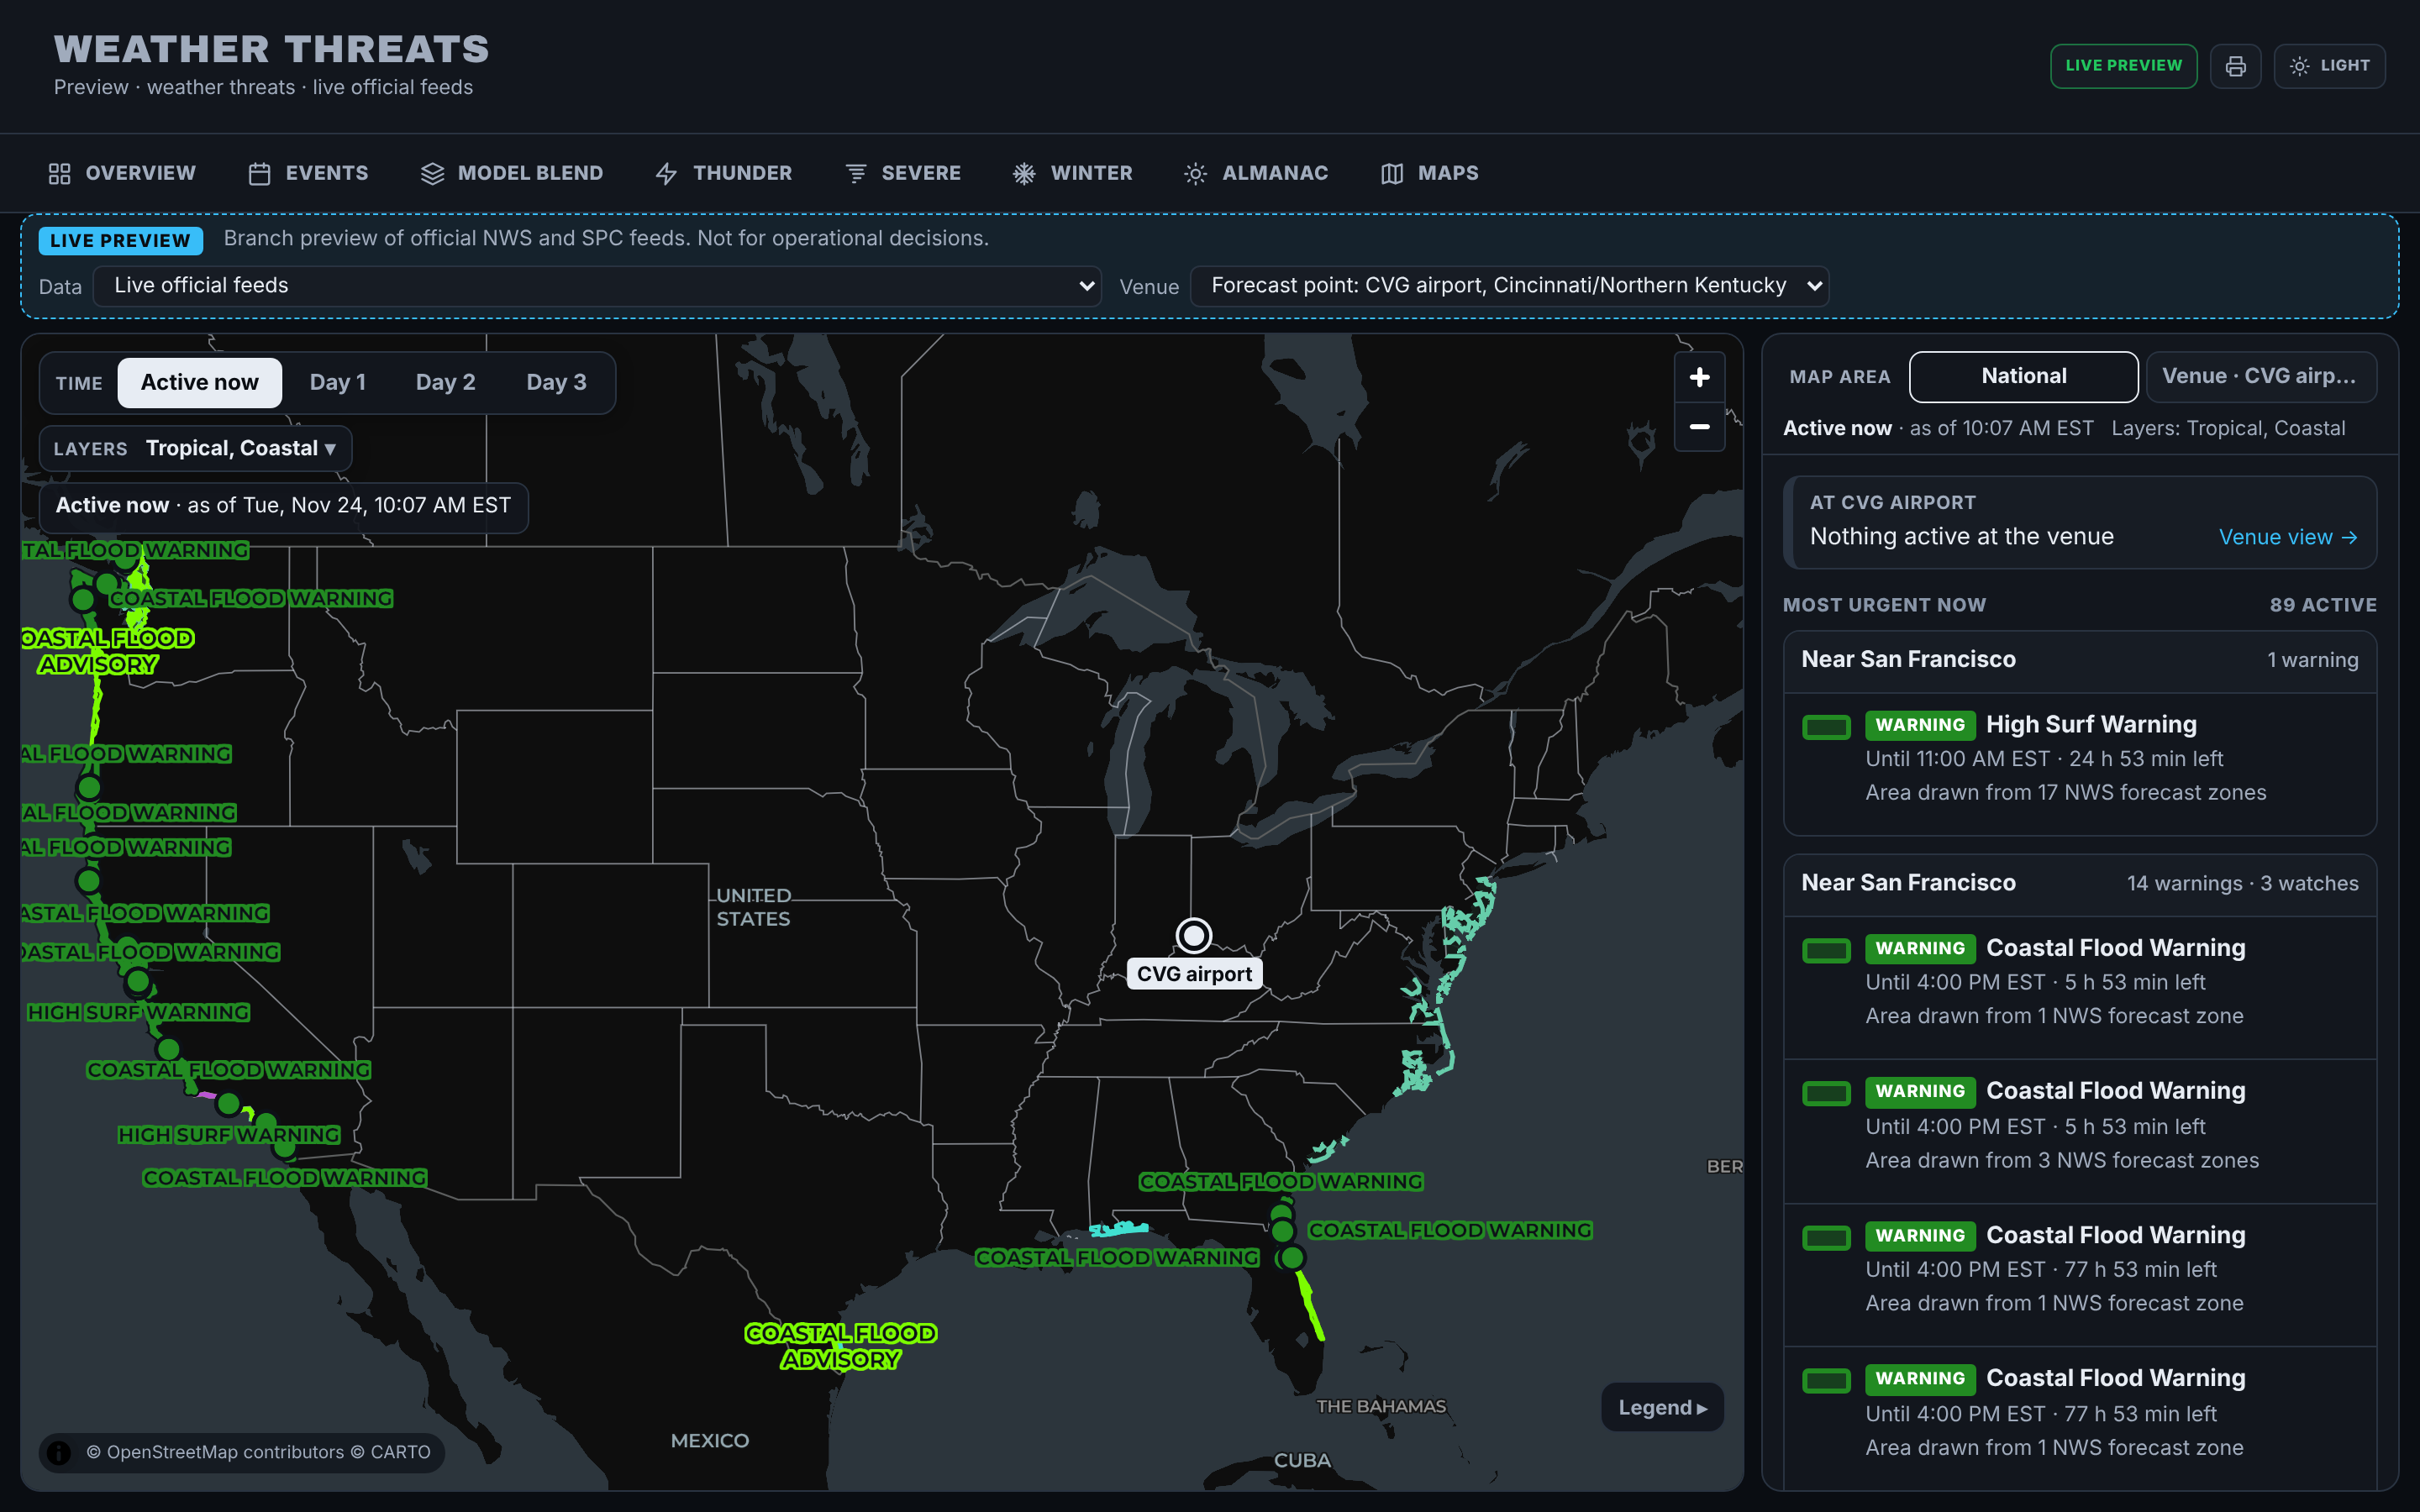 WEATHER THREATS
Preview · weather threats · live official feeds
LIVE PREVIEW
LIGHT
OVERVIEW
EVENTS
MODEL BLEND
THUNDER
SEVERE
WINTER
ALMANAC
MAPS
LIVE PREVIEW Branch preview of official NWS and SPC feeds. Not for operational decisions.
Data Live official feeds Venue Forecast point: CVG airport, Cincinnati/Northern Kentucky
TIME Active now Day 1 Day 2 Day 3
LAYERS Tropical, Coastal ▾
Active now · as of Tue, Nov 24, 10:07 AM EST
+
−
TAL FLOOD WARNING
COASTAL FLOOD WARNING
OASTAL FLOOD
ADVISORY
AL FLOOD WARNING
AL FLOOD WARNING
AL FLOOD WARNING
ASTAL FLOOD WARNING
OASTAL FLOOD WARNING
HIGH SURF WARNING
COASTAL FLOOD WARNING
HIGH SURF WARNING
COASTAL FLOOD WARNING
UNITED
STATES
CVG airport
BER
COASTAL FLOOD WARNING
COASTAL FLOOD WARNING
COASTAL FLOOD WARNING
COASTAL FLOOD
ADVISORY
THE BAHAMAS
MEXICO
CUBA
Legend ▸
© OpenStreetMap contributors © CARTO
MAP AREA National Venue · CVG airp...
Active now · as of 10:07 AM EST Layers: Tropical, Coastal
AT CVG AIRPORT
Nothing active at the venue Venue view →
MOST URGENT NOW 89 ACTIVE
Near San Francisco 1 warning
WARNING High Surf Warning
Until 11:00 AM EST · 24 h 53 min left
Area drawn from 17 NWS forecast zones
Near San Francisco 14 warnings · 3 watches
WARNING Coastal Flood Warning
Until 4:00 PM EST · 5 h 53 min left
Area drawn from 1 NWS forecast zone
WARNING Coastal Flood Warning
Until 4:00 PM EST · 5 h 53 min left
Area drawn from 3 NWS forecast zones
WARNING Coastal Flood Warning
Until 4:00 PM EST · 77 h 53 min left
Area drawn from 1 NWS forecast zone
WARNING Coastal Flood Warning
Until 4:00 PM EST · 77 h 53 min left
Area drawn from 1 NWS forecast zone